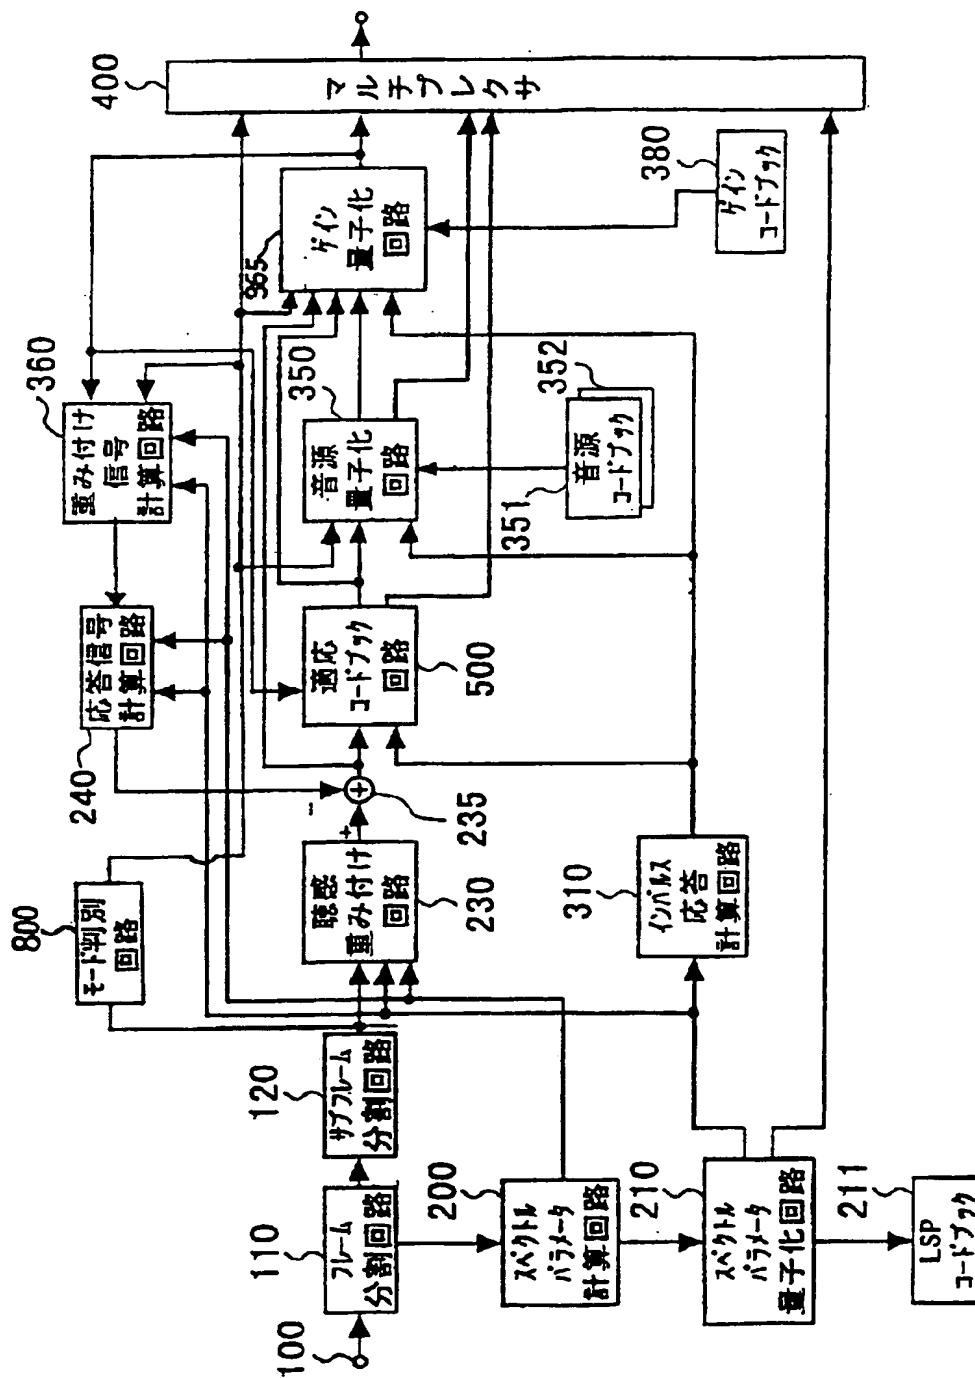 100
110
フレーム
分割回路
120
サブフレーム
分割回路
800
モード判別
回路
200
スペクトル
パラメータ
計算回路
210
スペクトル
パラメータ
量子化回路
211
LSP
コードブック
230
聴感
重み付け
回路
+
-
235
240
応答信号
計算回路
310
インパルス
応答
計算回路
500
適応
コードブック
回路
360
重み付け
信号
計算回路
350
音源
量子化
回路
351
352
音源
コードブック
965
ゲイン
量子化
回路
380
ゲイン
コードブック
400
マルチプレクサ